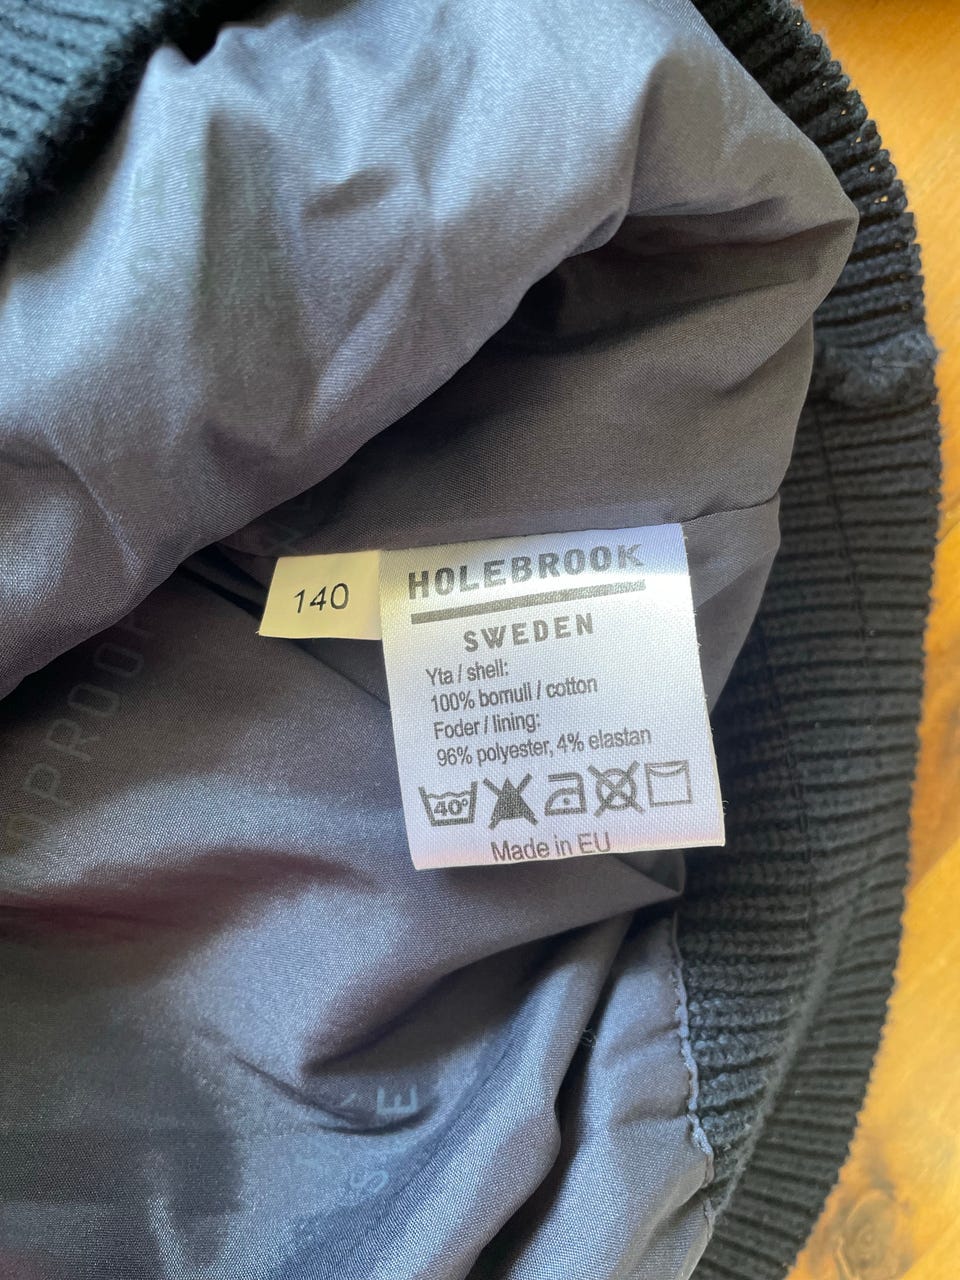 140
HOLEBROOK
SWEDEN
Yta / shell:
100% bomull / cotton
Foder / lining:
96% polyester, 4% elastan
40°
Made in EU